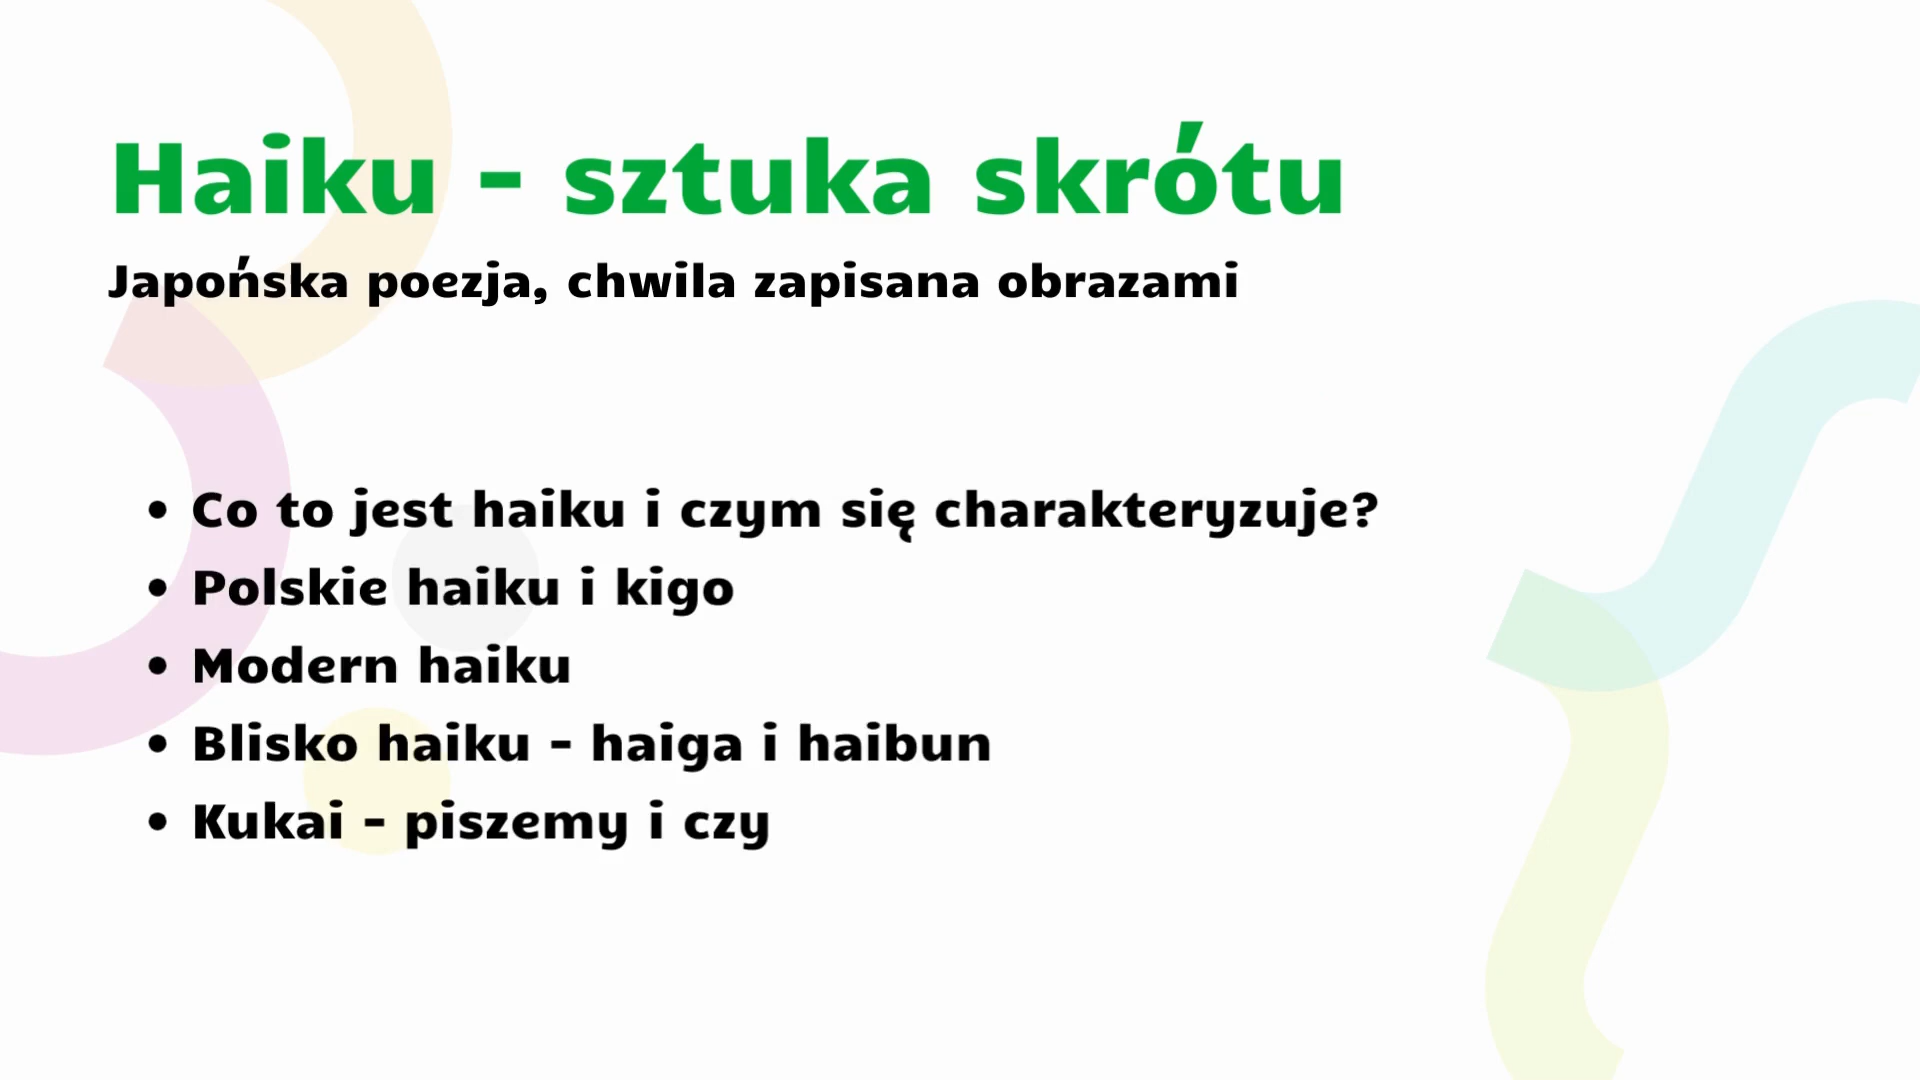 Haiku - sztuka skrótu
Japońska poezja, chwila zapisana obrazami
• Co to jest haiku i czym się charakteryzuje?
• Polskie haiku i kigo
• Modern haiku
• Blisko haiku - haiga i haibun
• Kukai - piszemy i czy